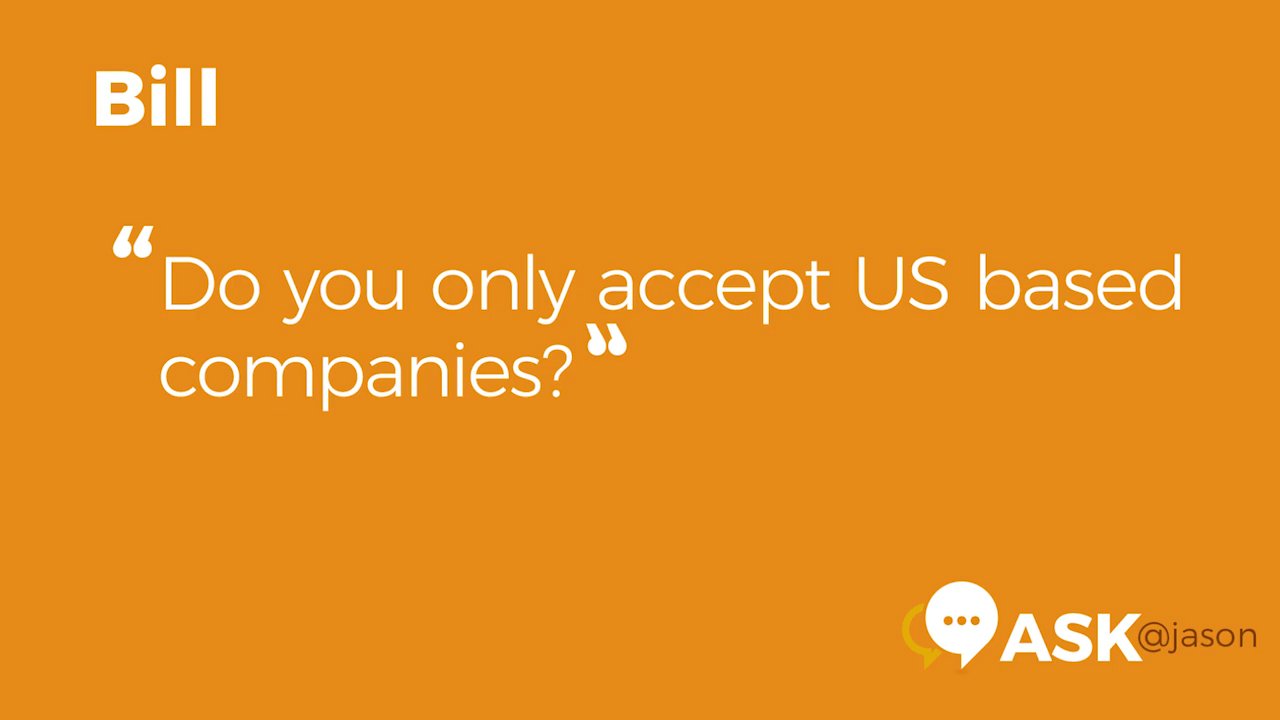 Bill
“Do you only accept US based
companies?”
ASK@jason